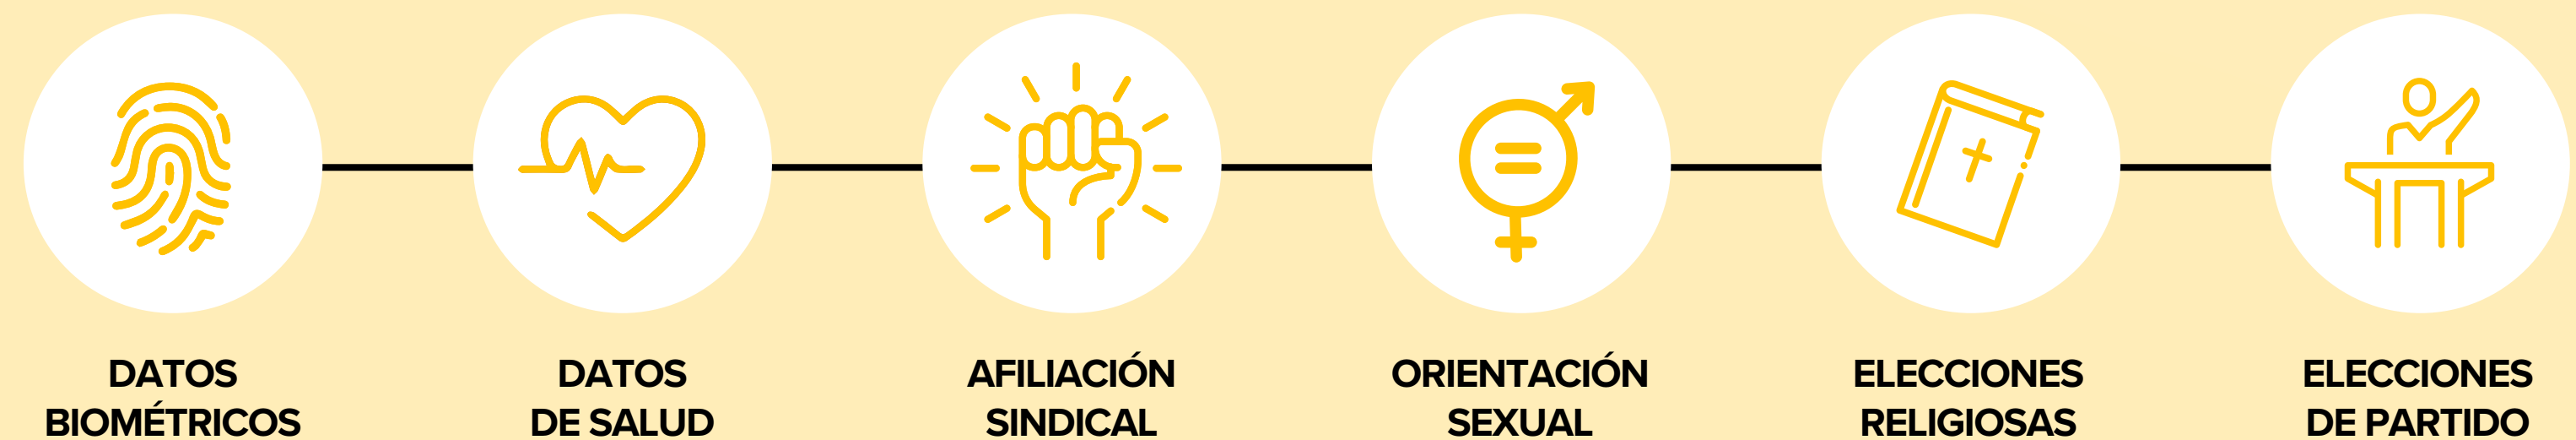 DATOS
BIOMÉTRICOS
DATOS
DE SALUD
AFILIACIÓN
SINDICAL
ORIENTACIÓN
SEXUAL
ELECCIONES
RELIGIOSAS
ELECCIONES
DE PARTIDO